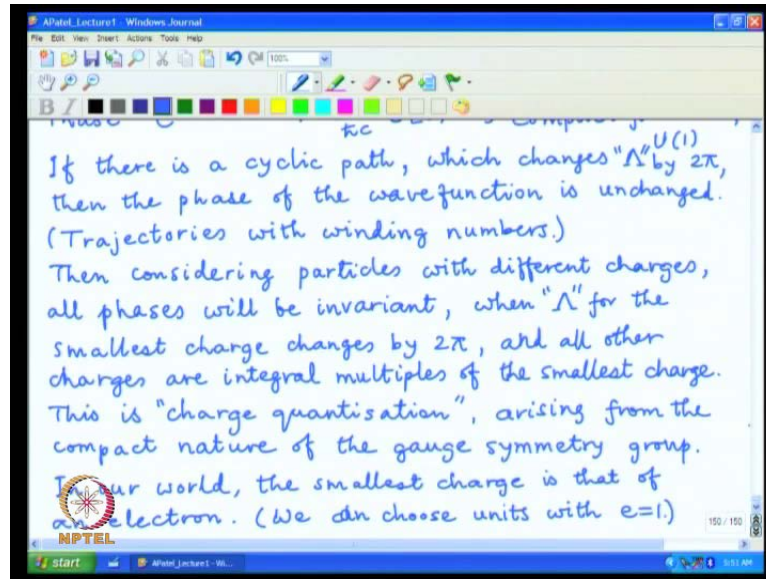 APatel_Lecture1 - Windows Journal
File Edit View Insert Actions Tools Help
100%
B I
ħc
U(1)
If there is a cyclic path, which changes "Λ" by 2π,
then the phase of the wavefunction is unchanged.
(Trajectories with winding numbers.)
Then considering particles with different charges,
all phases will be invariant, when "Λ" for the
smallest charge changes by 2π, and all other
charges are integral multiples of the smallest charge.
This is "charge quantisation", arising from the
compact nature of the gauge symmetry group.
In our world, the smallest charge is that of
an electron. (We can choose units with e=1.)
150 / 150
NPTEL
start
APatel_Lecture1 - Wi...
5:51 AM